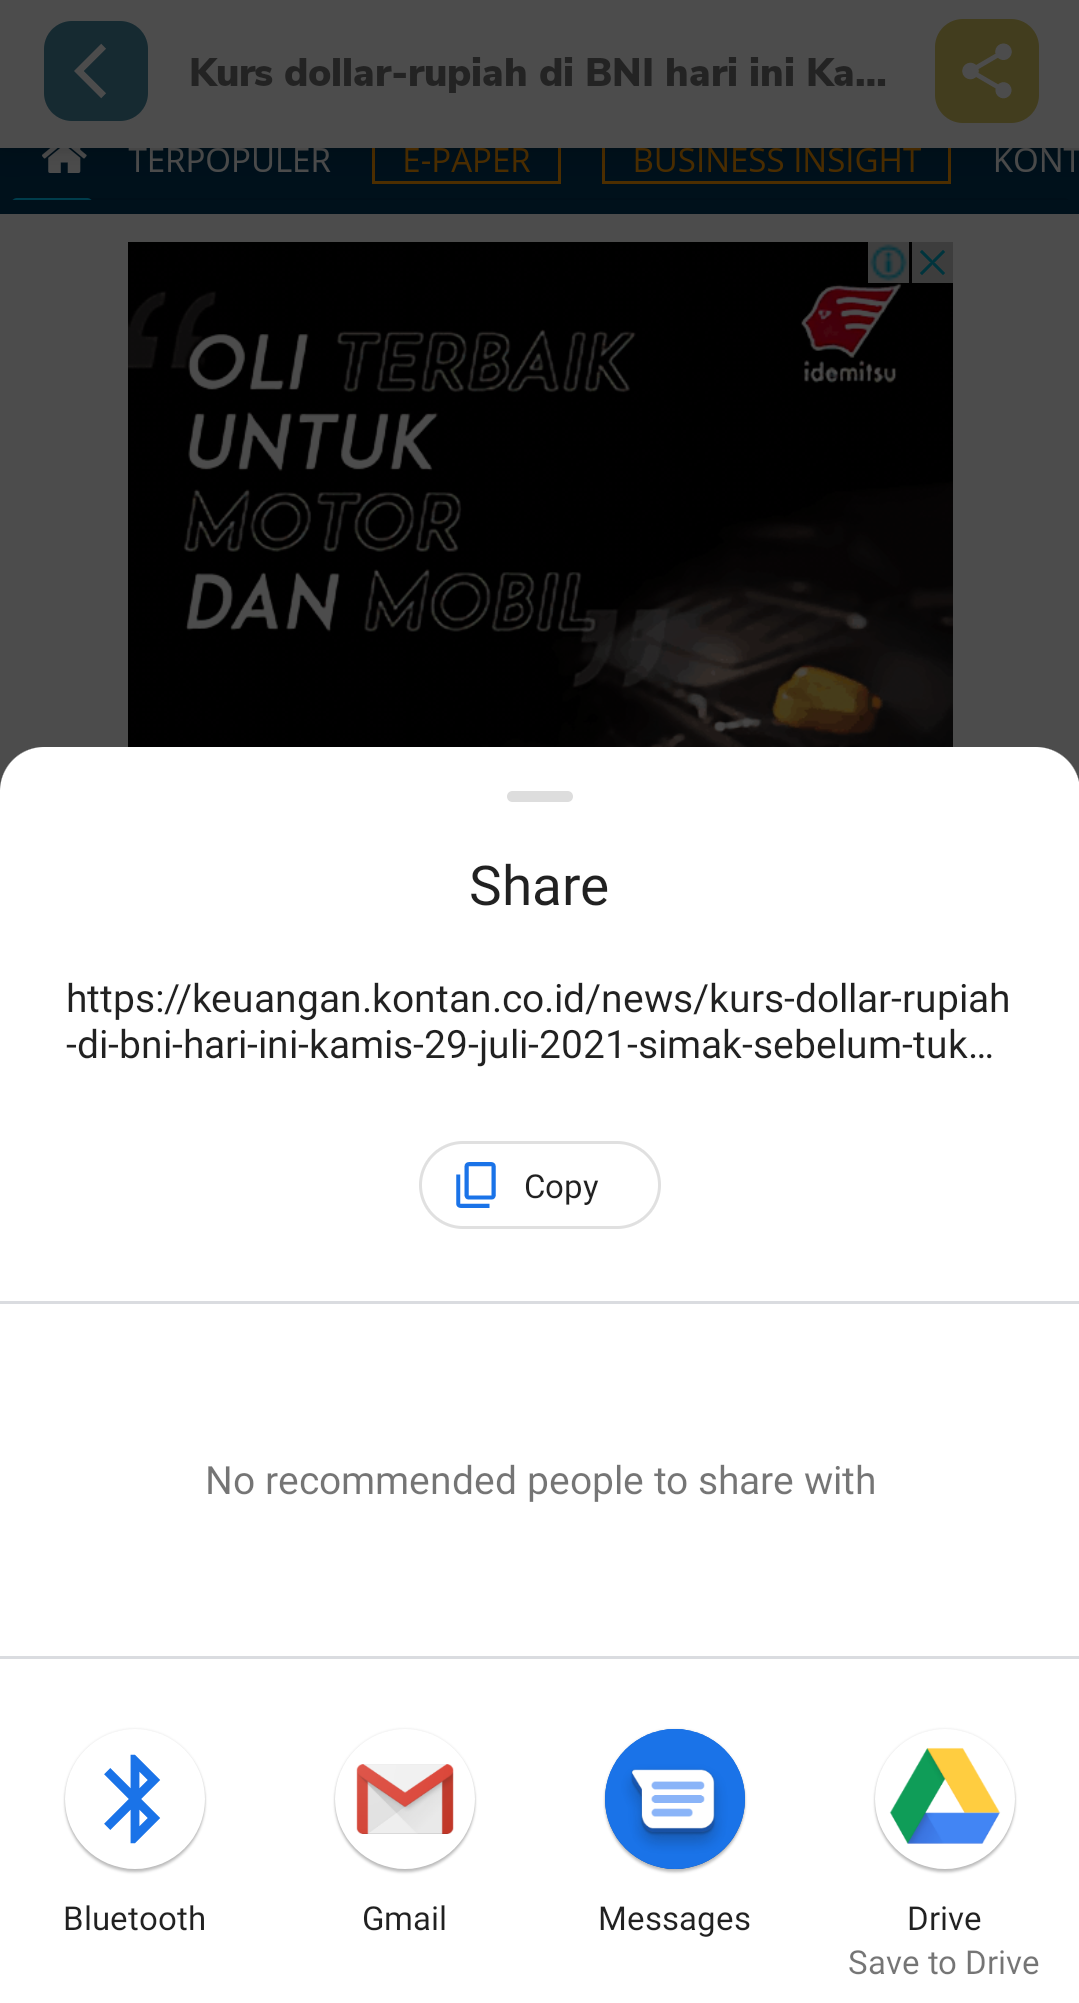 Kurs dollar-rupiah di BNI hari ini Ka...
TERPOPULER E-PAPER BUSINESS INSIGHT KONT
idemitsu
OLI TERBAIK
UNTUK
MOTOR
DAN MOBIL
Share
https://keuangan.kontan.co.id/news/kurs-dollar-rupiah
-di-bni-hari-ini-kamis-29-juli-2021-simak-sebelum-tuk...
Copy
No recommended people to share with
Bluetooth Gmail Messages Drive
Save to Drive